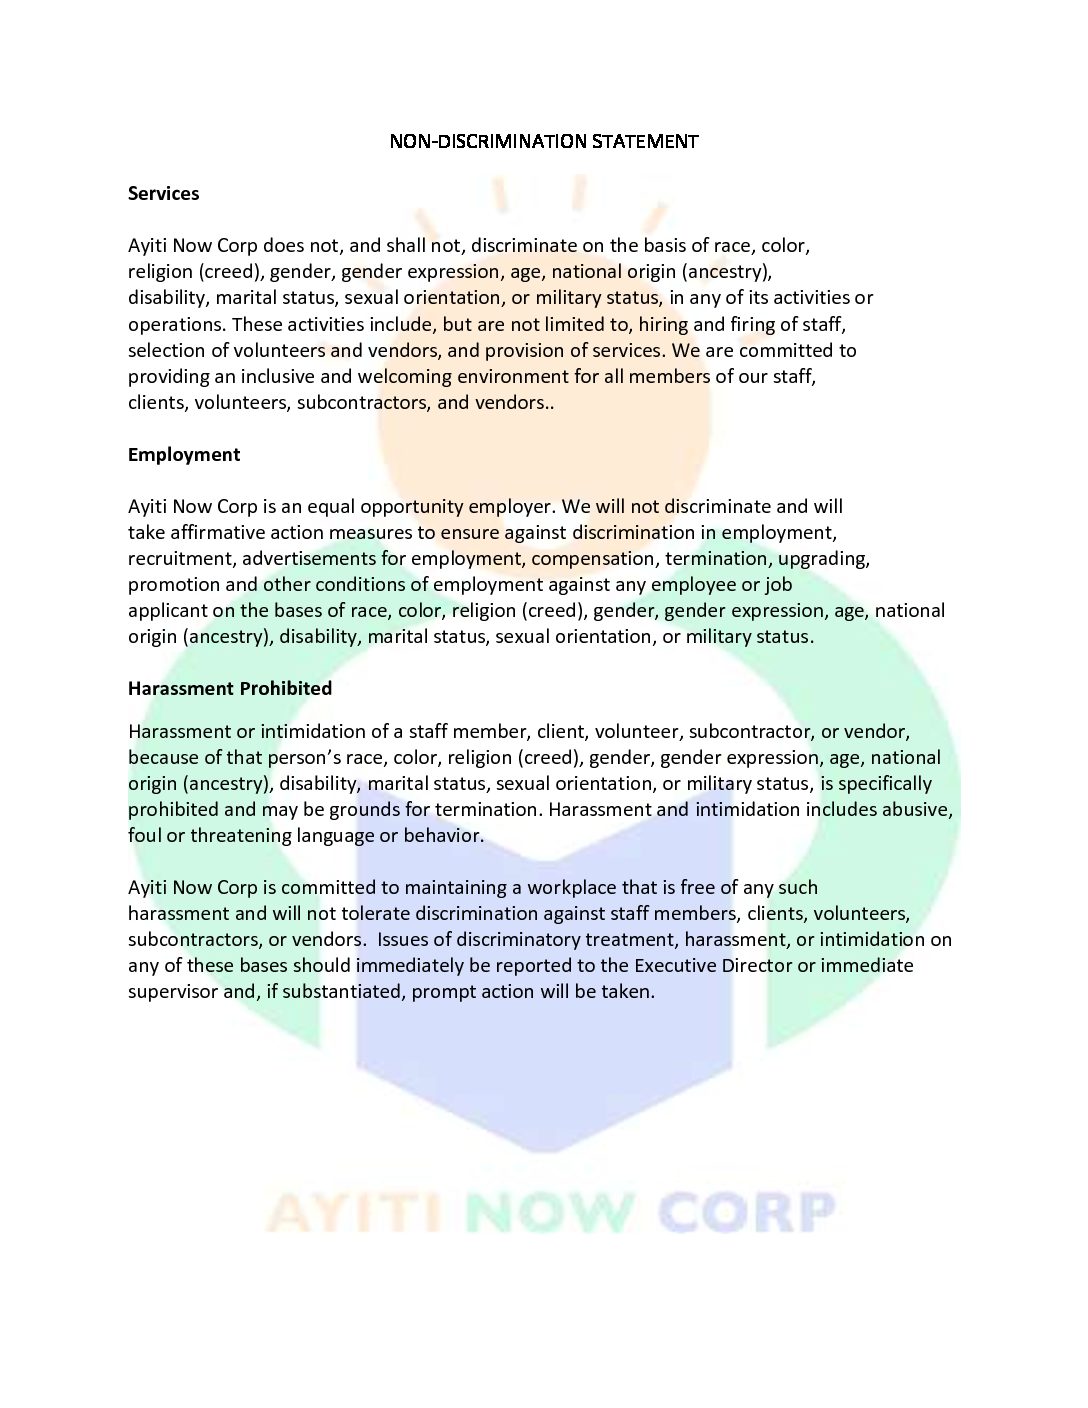 NON-DISCRIMINATION STATEMENT
Services
Ayiti Now Corp does not, and shall not, discriminate on the basis of race, color,
religion (creed), gender, gender expression, age, national origin (ancestry),
disability, marital status, sexual orientation, or military status, in any of its activities or
operations. These activities include, but are not limited to, hiring and firing of staff,
selection of volunteers and vendors, and provision of services. We are committed to
providing an inclusive and welcoming environment for all members of our staff,
clients, volunteers, subcontractors, and vendors..
Employment
Ayiti Now Corp is an equal opportunity employer. We will not discriminate and will
take affirmative action measures to ensure against discrimination in employment,
recruitment, advertisements for employment, compensation, termination, upgrading,
promotion and other conditions of employment against any employee or job
applicant on the bases of race, color, religion (creed), gender, gender expression, age, national
origin (ancestry), disability, marital status, sexual orientation, or military status.
Harassment Prohibited
Harassment or intimidation of a staff member, client, volunteer, subcontractor, or vendor,
because of that person’s race, color, religion (creed), gender, gender expression, age, national
origin (ancestry), disability, marital status, sexual orientation, or military status, is specifically
prohibited and may be grounds for termination. Harassment and intimidation includes abusive,
foul or threatening language or behavior.
Ayiti Now Corp is committed to maintaining a workplace that is free of any such
harassment and will not tolerate discrimination against staff members, clients, volunteers,
subcontractors, or vendors.  Issues of discriminatory treatment, harassment, or intimidation on
any of these bases should immediately be reported to the Executive Director or immediate
supervisor and, if substantiated, prompt action will be taken.
AYITI NOW CORP